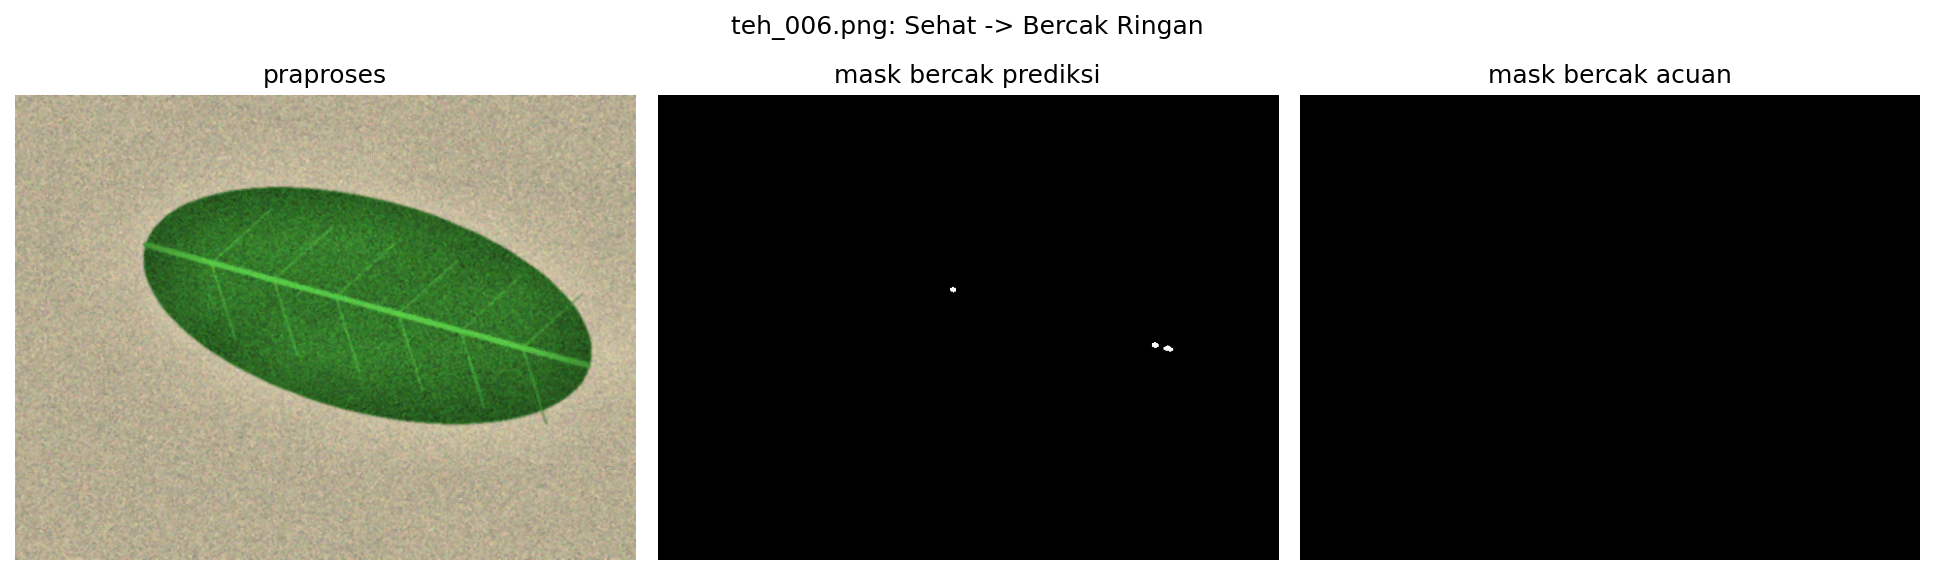 teh_006.png: Sehat -> Bercak Ringan
praproses
mask bercak prediksi
mask bercak acuan